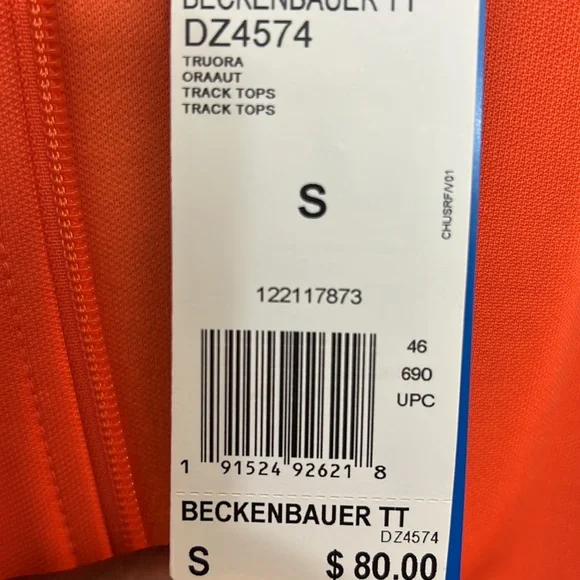 BECKENBAUER TT
DZ4574
TRUORA
ORAAUT
TRACK TOPS
TRACK TOPS
S
CHUSRF/V01
122117873
46
690
UPC
1 91524 92621 8
BECKENBAUER TT
DZ4574
S $ 80.00